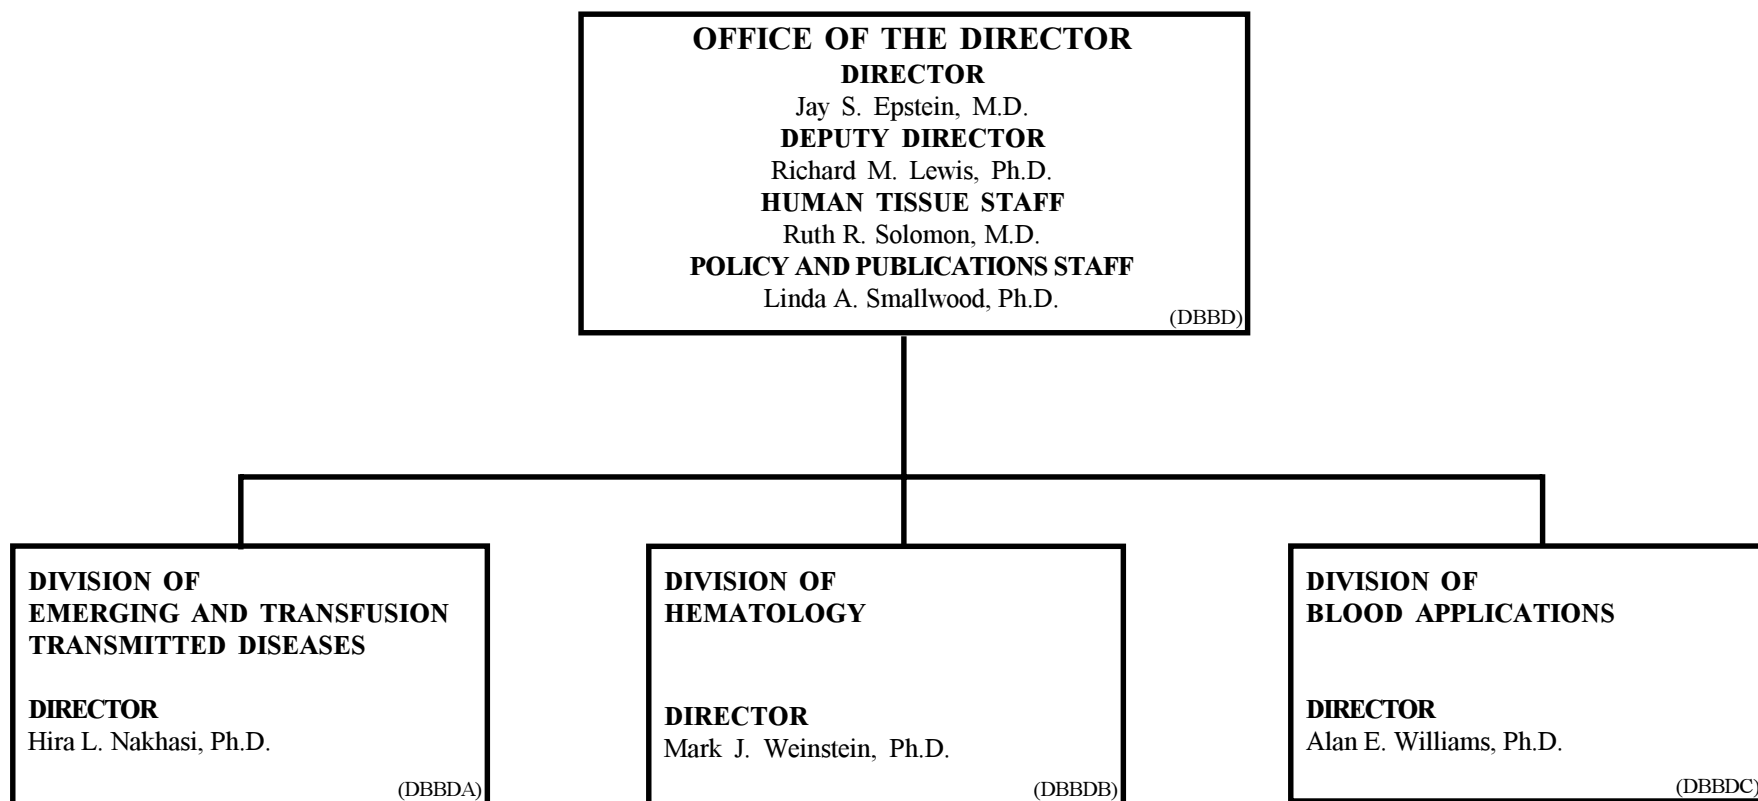 OFFICE OF THE DIRECTOR
DIRECTOR
Jay S. Epstein, M.D.
DEPUTY DIRECTOR
Richard M. Lewis, Ph.D.
HUMAN TISSUE STAFF
Ruth R. Solomon, M.D.
POLICY AND PUBLICATIONS STAFF
Linda A. Smallwood, Ph.D.
(DBBD)
DIVISION OF
EMERGING AND TRANSFUSION
TRANSMITTED DISEASES
DIRECTOR
Hira L. Nakhasi, Ph.D.
(DBBDA)
DIVISION OF
HEMATOLOGY
DIRECTOR
Mark J. Weinstein, Ph.D.
(DBBDB)
DIVISION OF
BLOOD APPLICATIONS
DIRECTOR
Alan E. Williams, Ph.D.
(DBBDC)